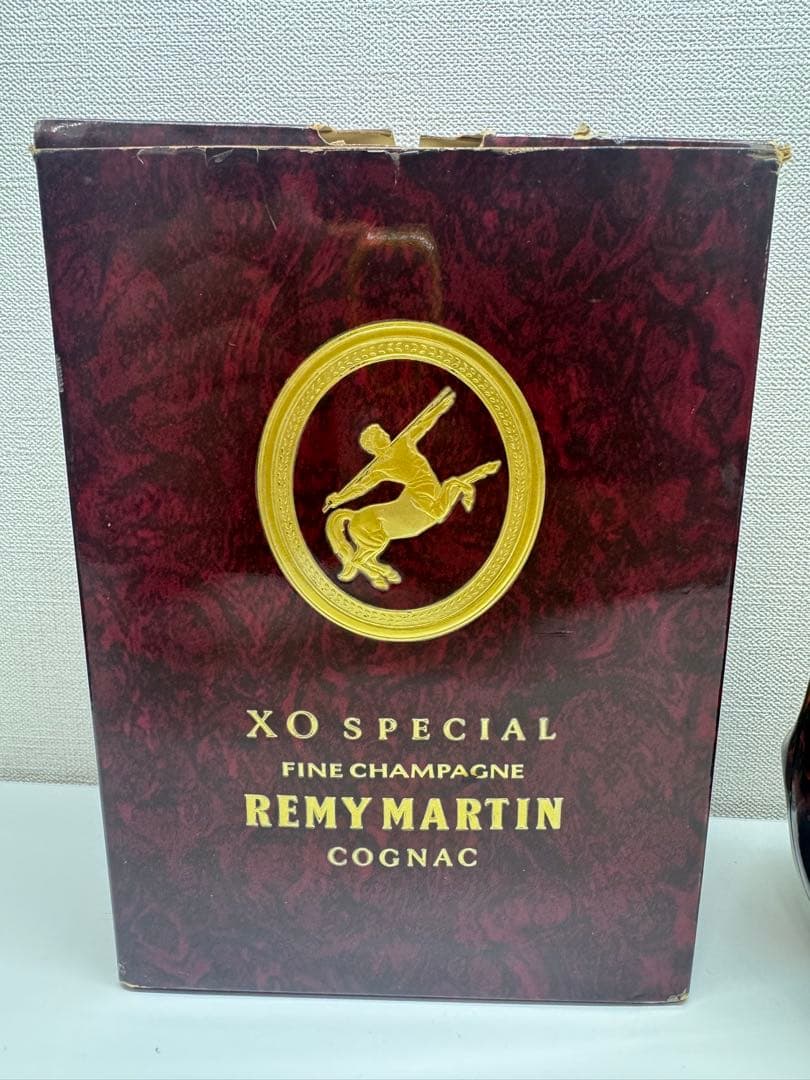 XO SPECIAL
FINE CHAMPAGNE
REMY MARTIN
COGNAC